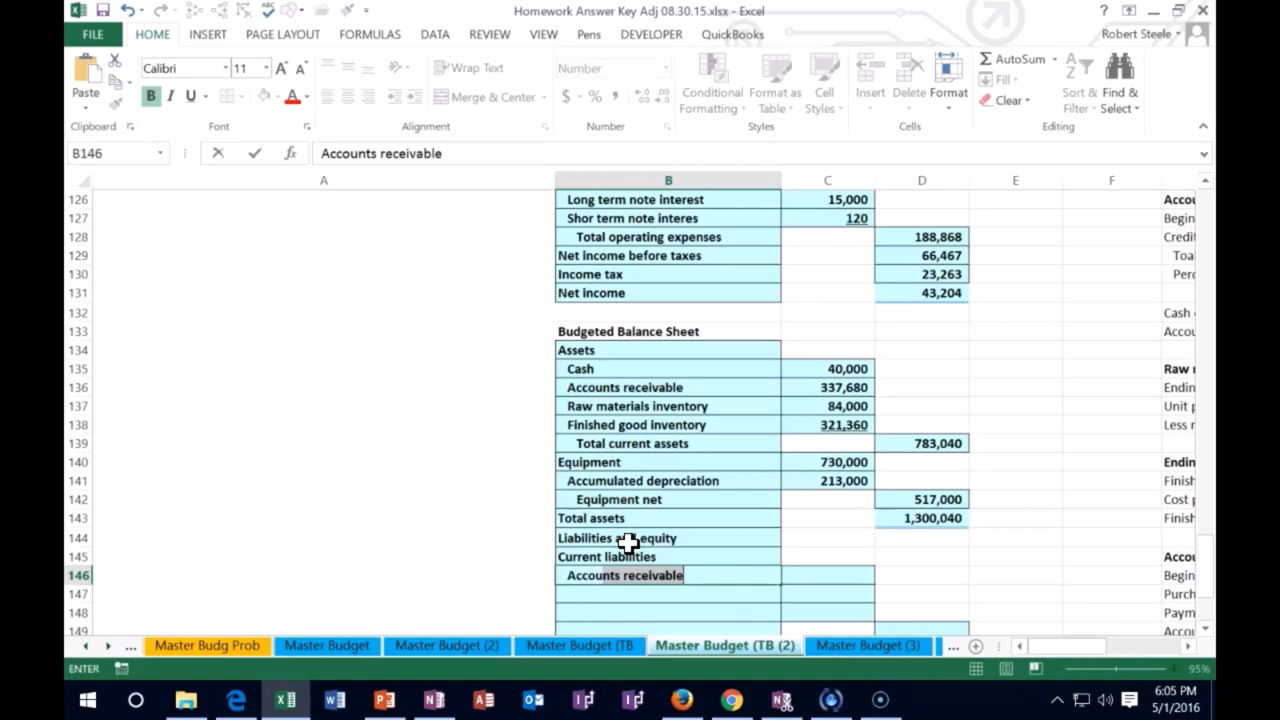 Homework Answer Key Adj 08.30.15.xlsx - Excel
FILE HOME INSERT PAGE LAYOUT FORMULAS DATA REVIEW VIEW Pens DEVELOPER QuickBooks Robert Steele
Paste Calibri 11 Wrap Text Number Conditional Formatting Format as Table Cell Styles Insert Delete Format AutoSum Fill Clear Sort & Filter Find & Select
B I U A Merge & Center $ % ,
Clipboard Font Alignment Number Styles Cells Editing
B146 fx Accounts receivable
A B C D E F
126 Long term note interest 15,000 Accou
127 Shor term note interes 120 Begin
128 Total operating expenses 188,868 Credit
129 Net income before taxes 66,467 Toa
130 Income tax 23,263 Perc
131 Net income 43,204
132 Cash
133 Budgeted Balance Sheet Accou
134 Assets
135 Cash 40,000 Raw
136 Accounts receivable 337,680 Ending
137 Raw materials inventory 84,000 Unit p
138 Finished good inventory 321,360 Less r
139 Total current assets 783,040
140 Equipment 730,000 Endin
141 Accumulated depreciation 213,000 Finish
142 Equipment net 517,000 Cost p
143 Total assets 1,300,040 Finish
144 Liabilities equity
145 Current liabilities Accou
146 Accounts receivable Begin
147 Purch
148 Payme
149 Accou
... Master Budg Prob Master Budget Master Budget (2) Master Budget (TB Master Budget (TB (2) Master Budget (3) ...
ENTER 95%
6:05 PM
5/1/2016